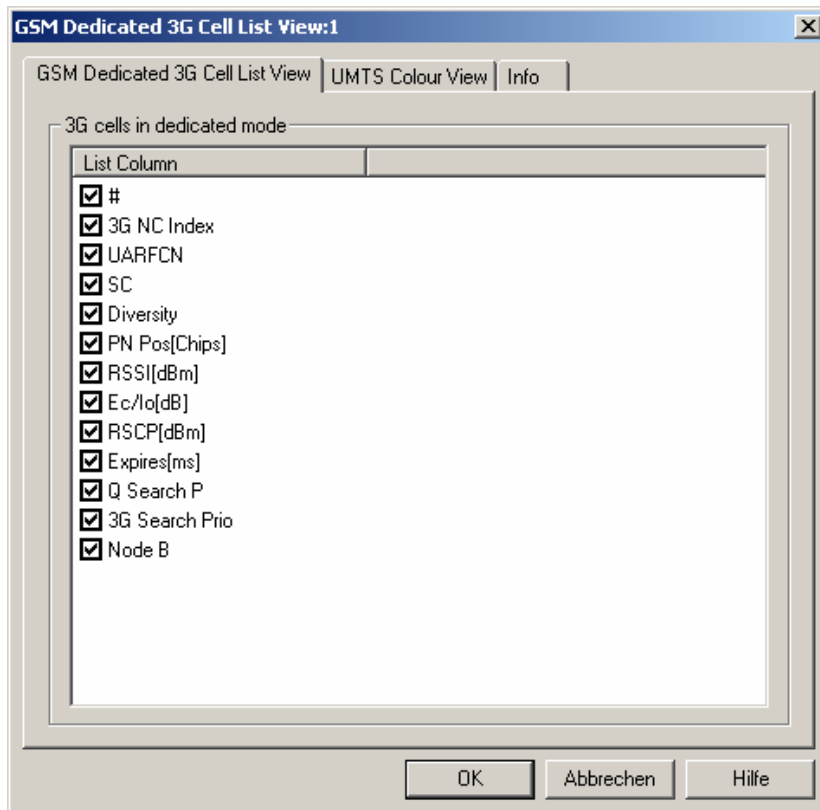 GSM Dedicated 3G Cell List View:1
GSM Dedicated 3G Cell List View UMTS Colour View Info
3G cells in dedicated mode
List Column
#
3G NC Index
UARFCN
SC
Diversity
PN Pos[Chips]
RSSI[dBm]
Ec/Io[dB]
RSCP[dBm]
Expires[ms]
Q Search P
3G Search Prio
Node B
OK Abbrechen Hilfe